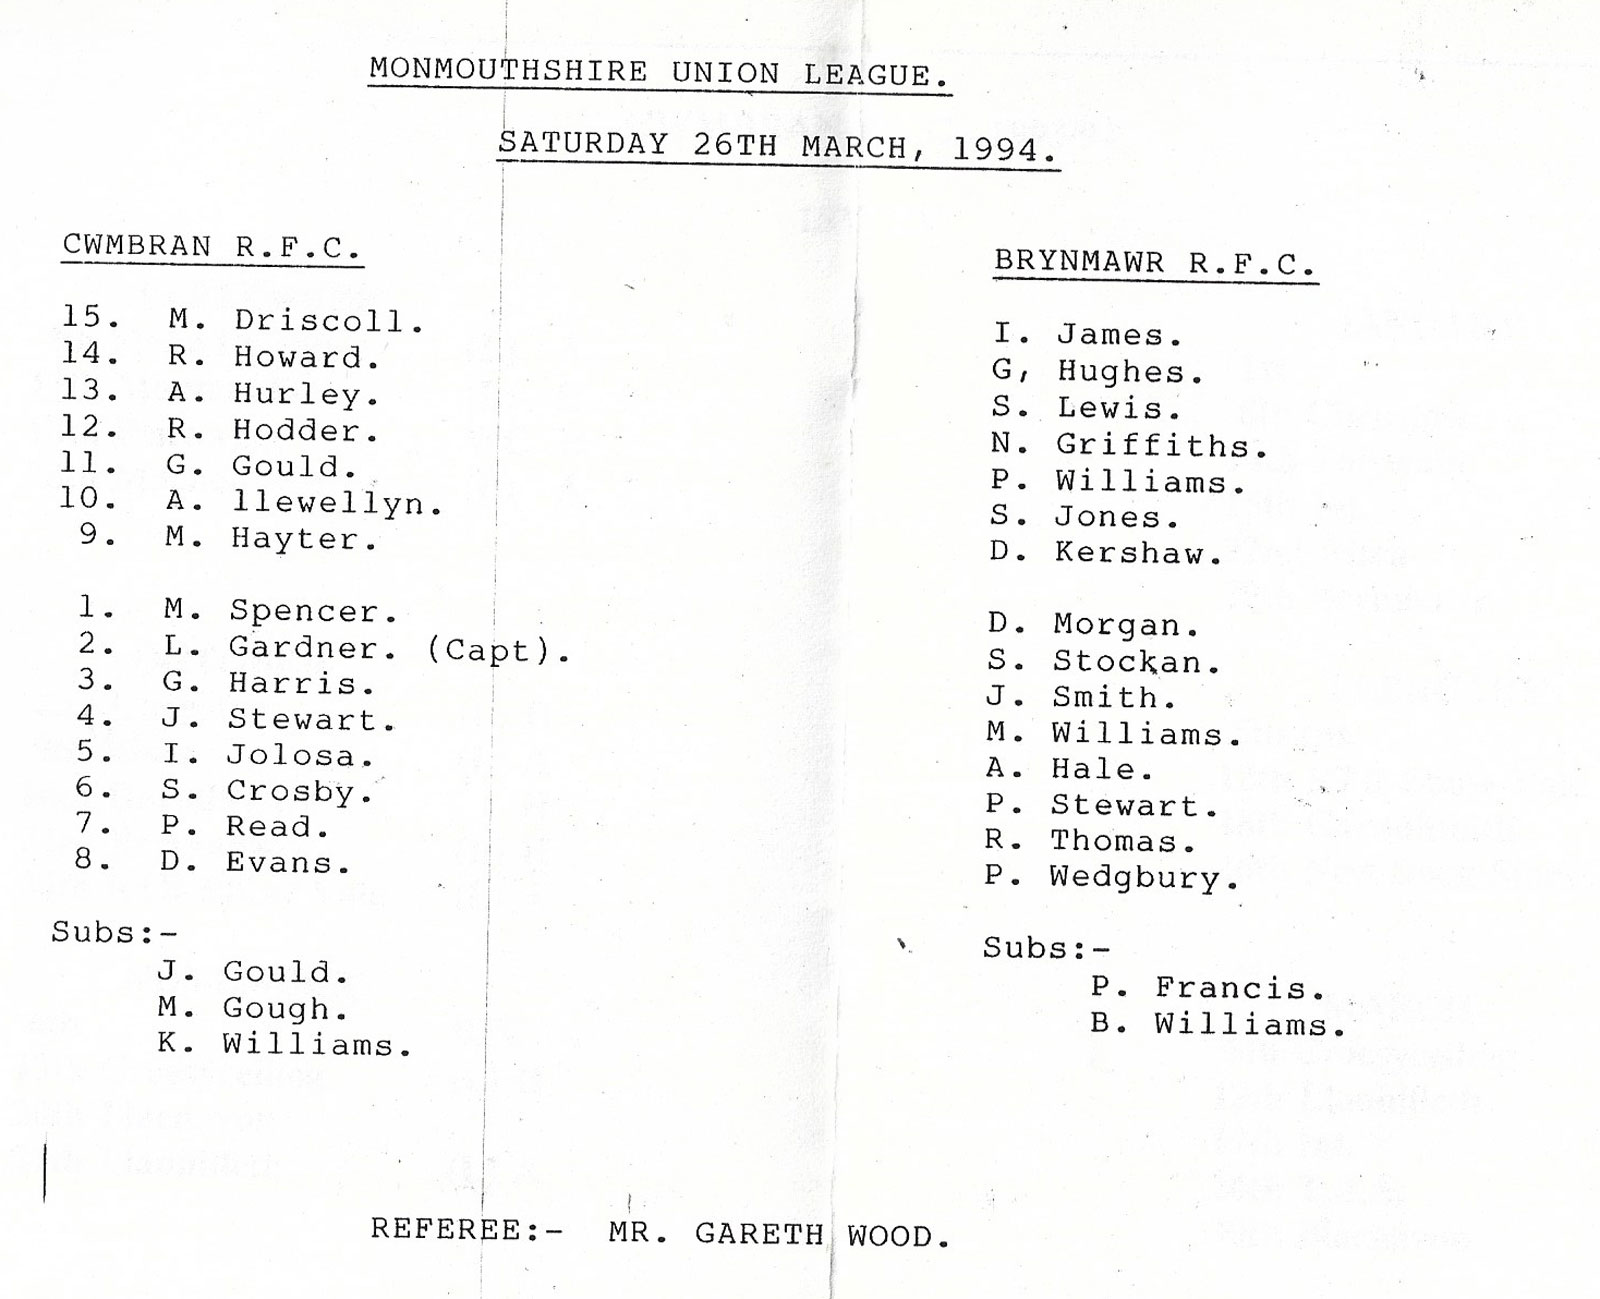 MONMOUTHSHIRE UNION LEAGUE.
SATURDAY 26TH MARCH, 1994.
CWMBRAN R.F.C.
15. M. Driscoll.
14. R. Howard.
13. A. Hurley.
12. R. Hodder.
11. G. Gould.
10. A. llewellyn.
9. M. Hayter.
1. M. Spencer.
2. L. Gardner. (Capt).
3. G. Harris.
4. J. Stewart.
5. I. Jolosa.
6. S. Crosby.
7. P. Read.
8. D. Evans.
Subs:-
J. Gould.
M. Gough.
K. Williams.
BRYNMAWR R.F.C.
I. James.
G, Hughes.
S. Lewis.
N. Griffiths.
P. Williams.
S. Jones.
D. Kershaw.
D. Morgan.
S. Stockan.
J. Smith.
M. Williams.
A. Hale.
P. Stewart.
R. Thomas.
P. Wedgbury.
Subs:-
P. Francis.
B. Williams.
REFEREE:- MR. GARETH WOOD.